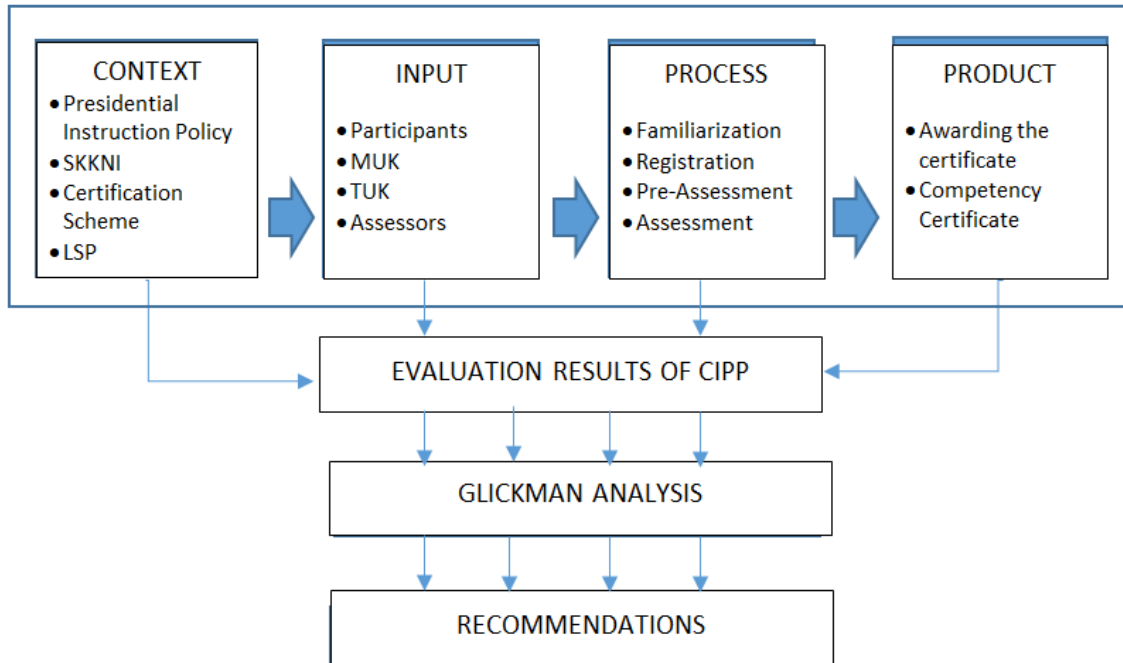 CONTEXT
• Presidential
Instruction Policy
• SKKNI
• Certification
Scheme
• LSP
INPUT
• Participants
• MUK
• TUK
• Assessors
PROCESS
• Familiarization
• Registration
• Pre-Assessment
• Assessment
PRODUCT
• Awarding the
certificate
• Competency
Certificate
EVALUATION RESULTS OF CIPP
GLICKMAN ANALYSIS
RECOMMENDATIONS